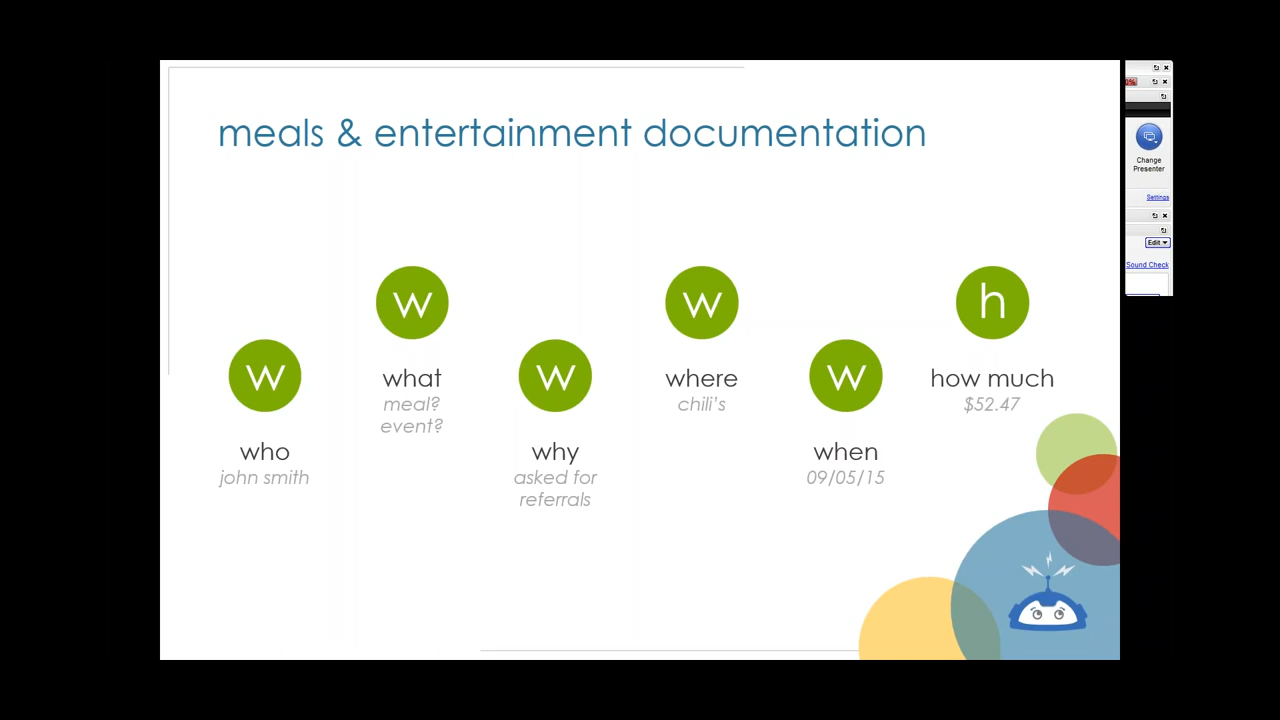 meals & entertainment documentation
w
who
john smith
w
what
meal?
event?
w
why
asked for
referrals
w
where
chili's
w
when
09/05/15
h
how much
$52.47
Change
Presenter
Settings
Edit
Sound Check